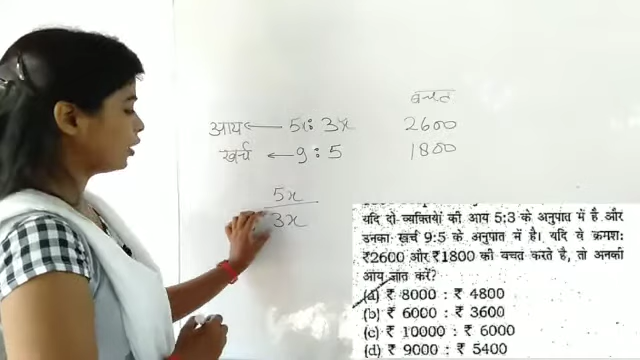 बचत
आय ← 5x : 3x 2600
खर्च ← 9 : 5 1800
5x
3x
यदि दो व्यक्तियों की आय 5:3 के अनुपात में है और
उनका खर्च 9:5 के अनुपात में है। यदि वे क्रमशः
₹2600 और ₹1800 की बचत करते है, तो उनकी
आय ज्ञात करें?
(a) ₹ 8000 : ₹ 4800
(b) ₹ 6000 : ₹ 3600
(c) ₹ 10000 : ₹ 6000
(d) ₹ 9000 : ₹ 5400